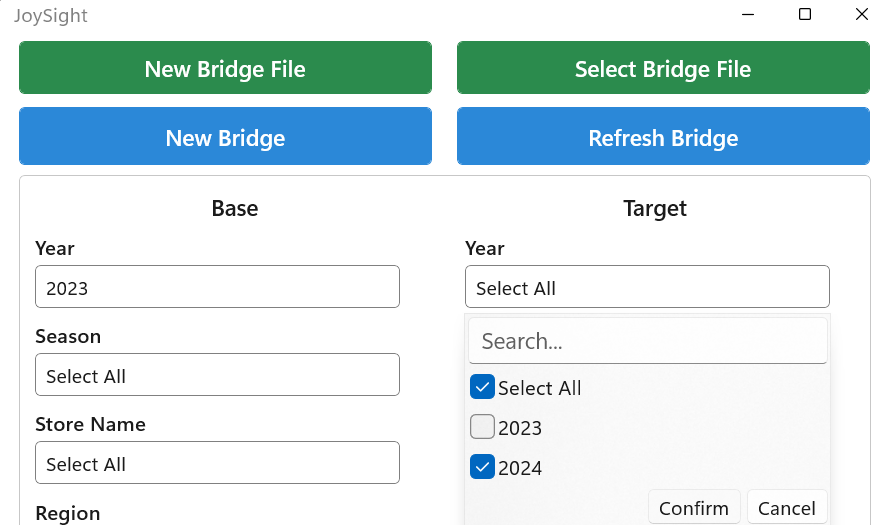 JoySight
New Bridge File
Select Bridge File
New Bridge
Refresh Bridge
Base
Target
Year
Year
2023
Select All
Season
Search...
Select All
Select All
2023
Store Name
2024
Select All
Region
Confirm
Cancel